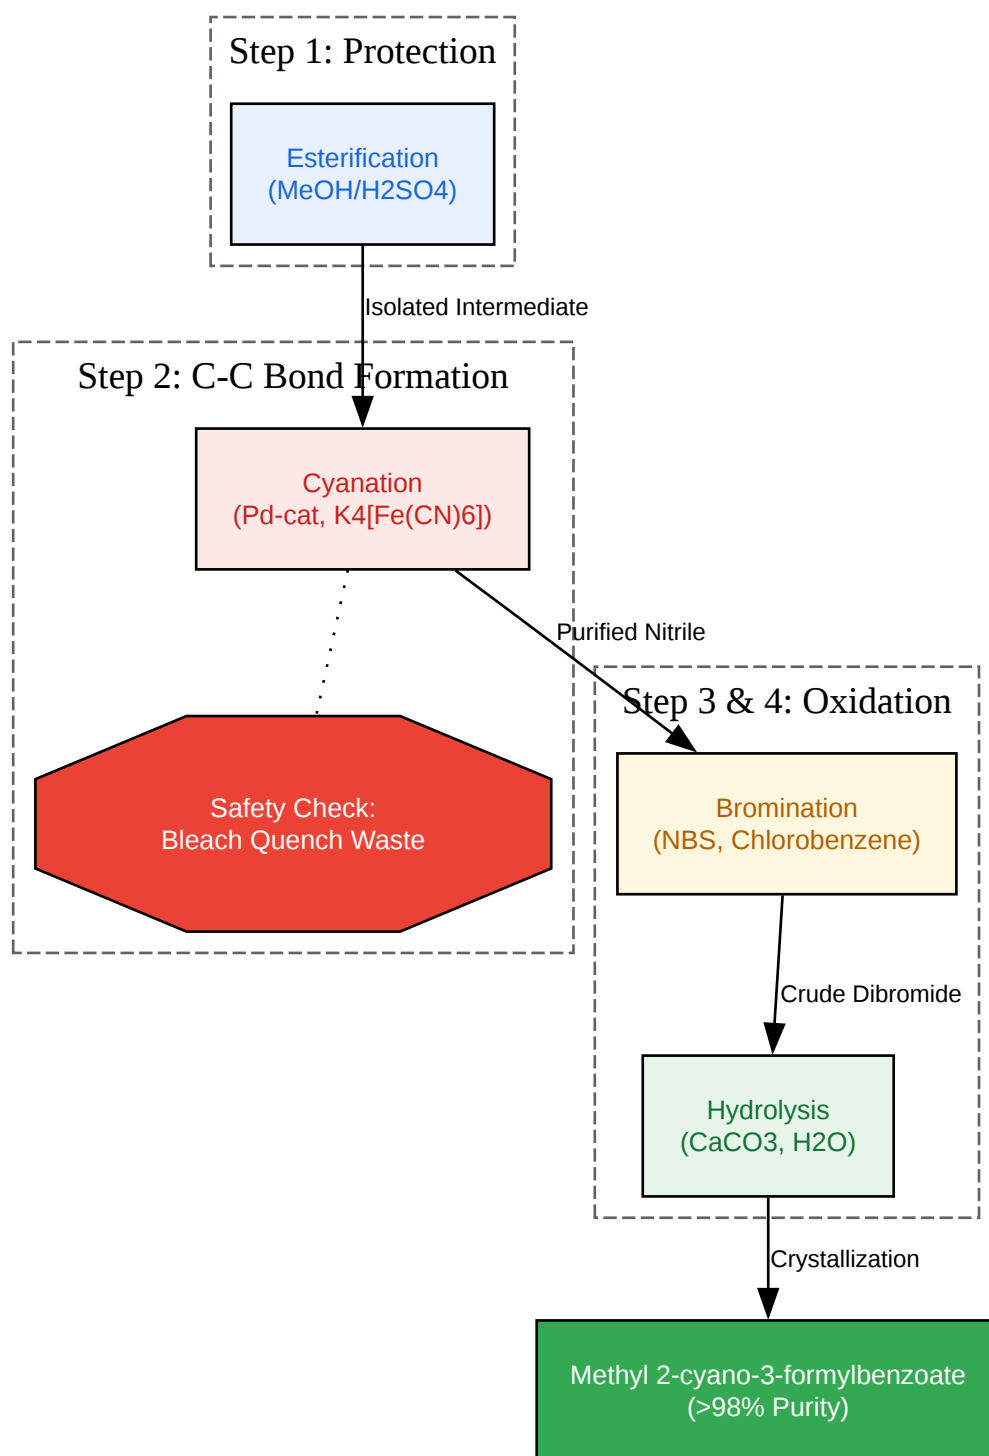 Step 1: Protection
Esterification
(MeOH/H2SO4)
Isolated Intermediate
Step 2: C-C Bond Formation
Cyanation
(Pd-cat, K4[Fe(CN)6])
Purified Nitrile
Step 3 & 4: Oxidation
Safety Check:
Bleach Quench Waste
Bromination
(NBS, Chlorobenzene)
Crude Dibromide
Hydrolysis
(CaCO3, H2O)
Crystallization
Methyl 2-cyano-3-formylbenzoate
(>98% Purity)